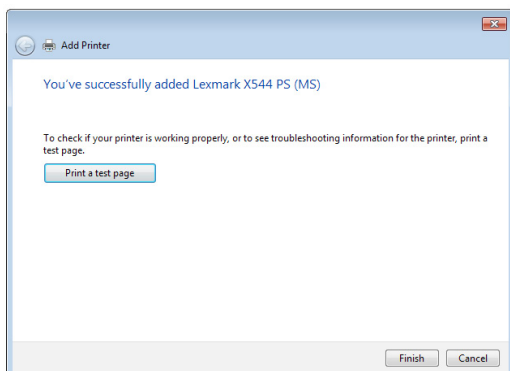 Add Printer
You've successfully added Lexmark X544 PS (MS)
To check if your printer is working properly, or to see troubleshooting information for the printer, print a
test page.
Print a test page
Finish Cancel